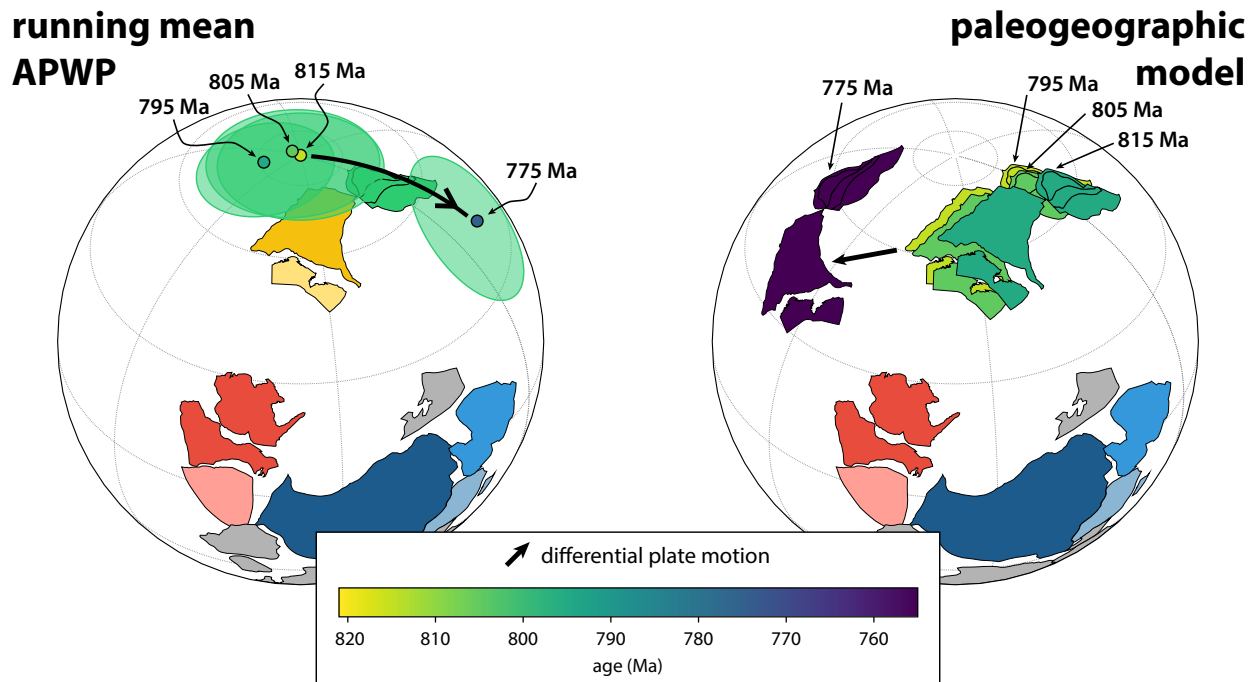 running mean
APWP
795 Ma
805 Ma
815 Ma
775 Ma
paleogeographic
model
775 Ma
795 Ma
805 Ma
815 Ma
differential plate motion
820 810 800 790 780 770 760
age (Ma)